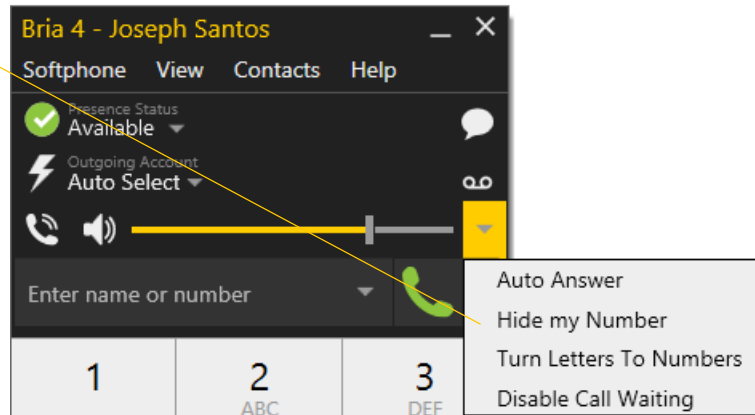 Bria 4 - Joseph Santos
Softphone View Contacts Help
Presence Status
Available
Outgoing Account
Auto Select
Enter name or number
Auto Answer
Hide my Number
Turn Letters To Numbers
Disable Call Waiting
1 2 3
ABC DEF